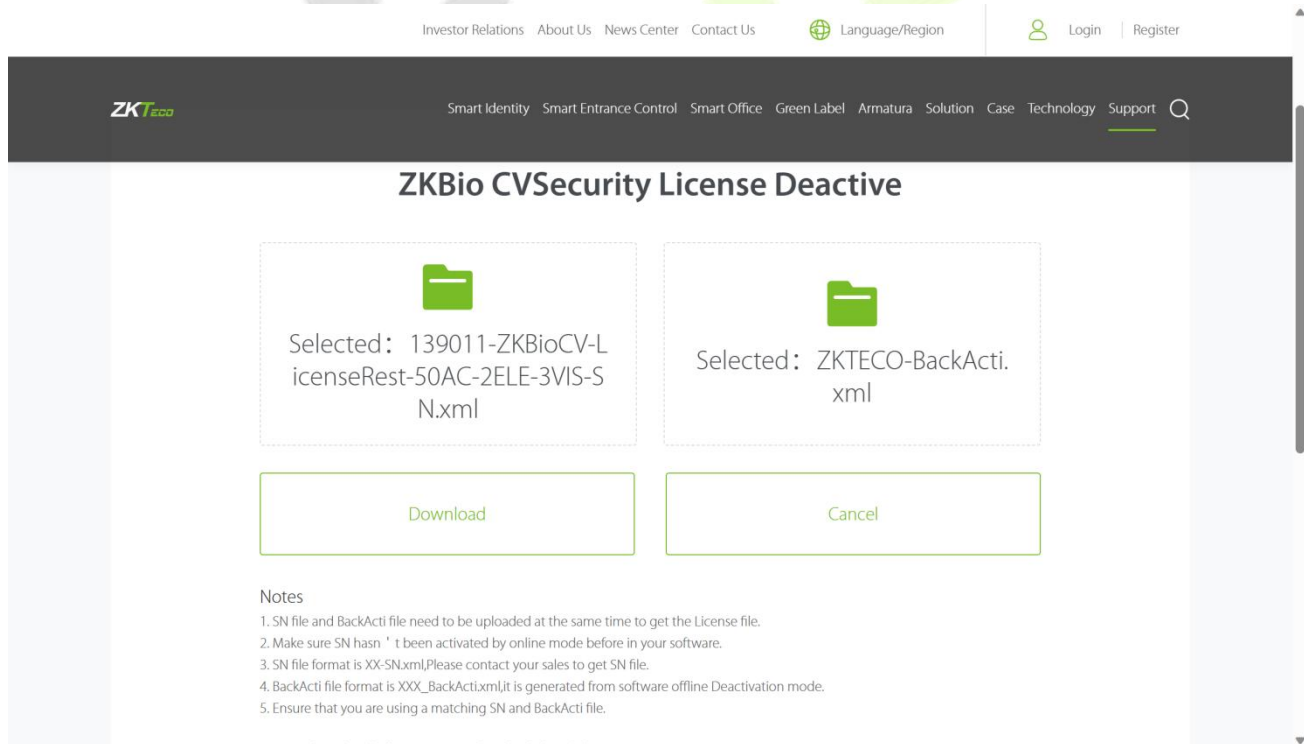 Investor Relations About Us News Center Contact Us Language/Region Login Register
ZKTeco
Smart Identity Smart Entrance Control Smart Office Green Label Armatura Solution Case Technology Support
ZKBio CVSecurity License Deactive
Selected：139011-ZKBioCV-L
icenseRest-50AC-2ELE-3VIS-S
N.xml
Selected：ZKTECO-BackActi.
xml
Download
Cancel
Notes
1. SN file and BackActi file need to be uploaded at the same time to get the License file.
2. Make sure SN hasn ' t been activated by online mode before in your software.
3. SN file format is XX-SN.xml,Please contact your sales to get SN file.
4. BackActi file format is XXX_BackActi.xml,it is generated from software offline Deactivation mode.
5. Ensure that you are using a matching SN and BackActi file.